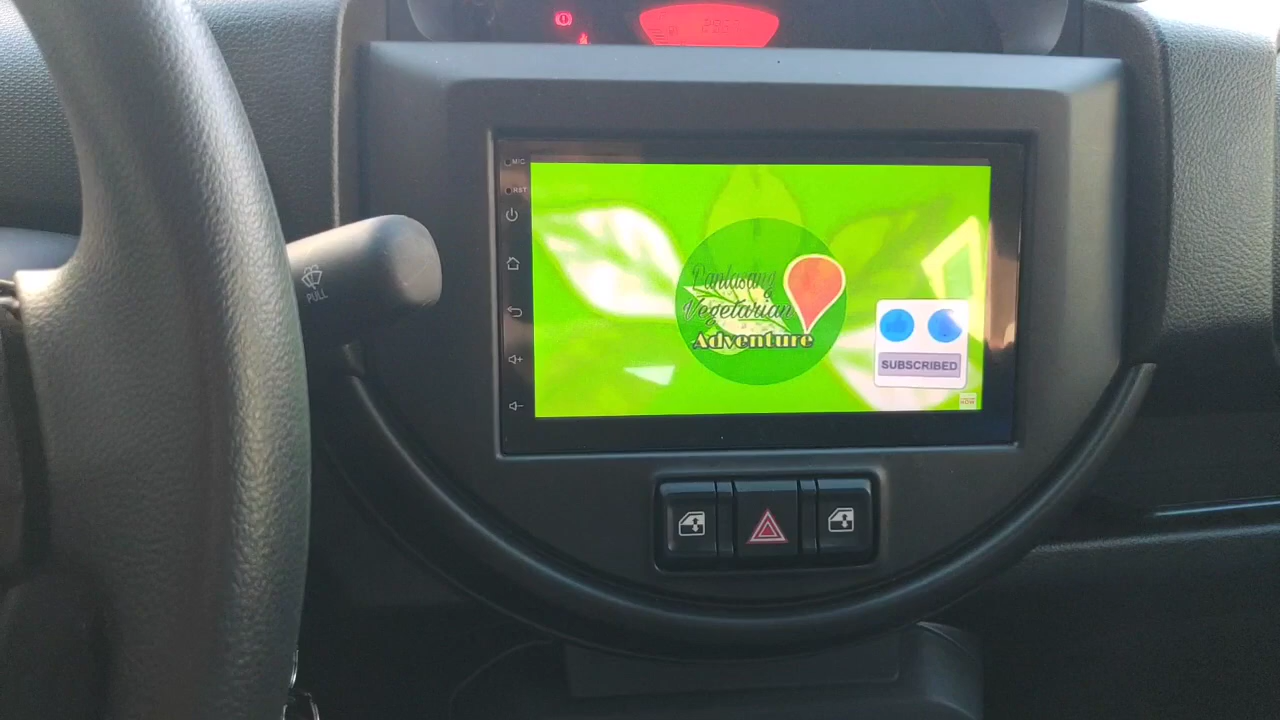 MIC
RST
PULL
Panlasang
Vegetarian
Adventure
SUBSCRIBED